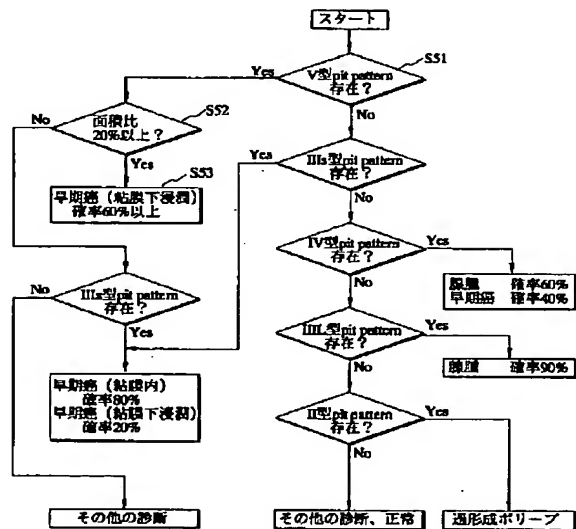 スタート
S51
V型pit pattern
存在？
Yes
No
S52
面積比
20%以上？
No
Yes
S53
早期癌（粘膜下浸潤）
確率60%以上
IIIs型pit pattern
存在？
Yes
No
IV型pit pattern
存在？
Yes
No
腺腫 確率60%
早期癌 確率40%
IIIs型pit pattern
存在？
No
Yes
IIIL型pit pattern
存在？
Yes
No
腺腫 確率90%
早期癌（粘膜内）
確率80%
早期癌（粘膜下浸潤）
確率20%
II型pit pattern
存在？
Yes
No
その他の診断
その他の診断、正常
過形成ポリープ